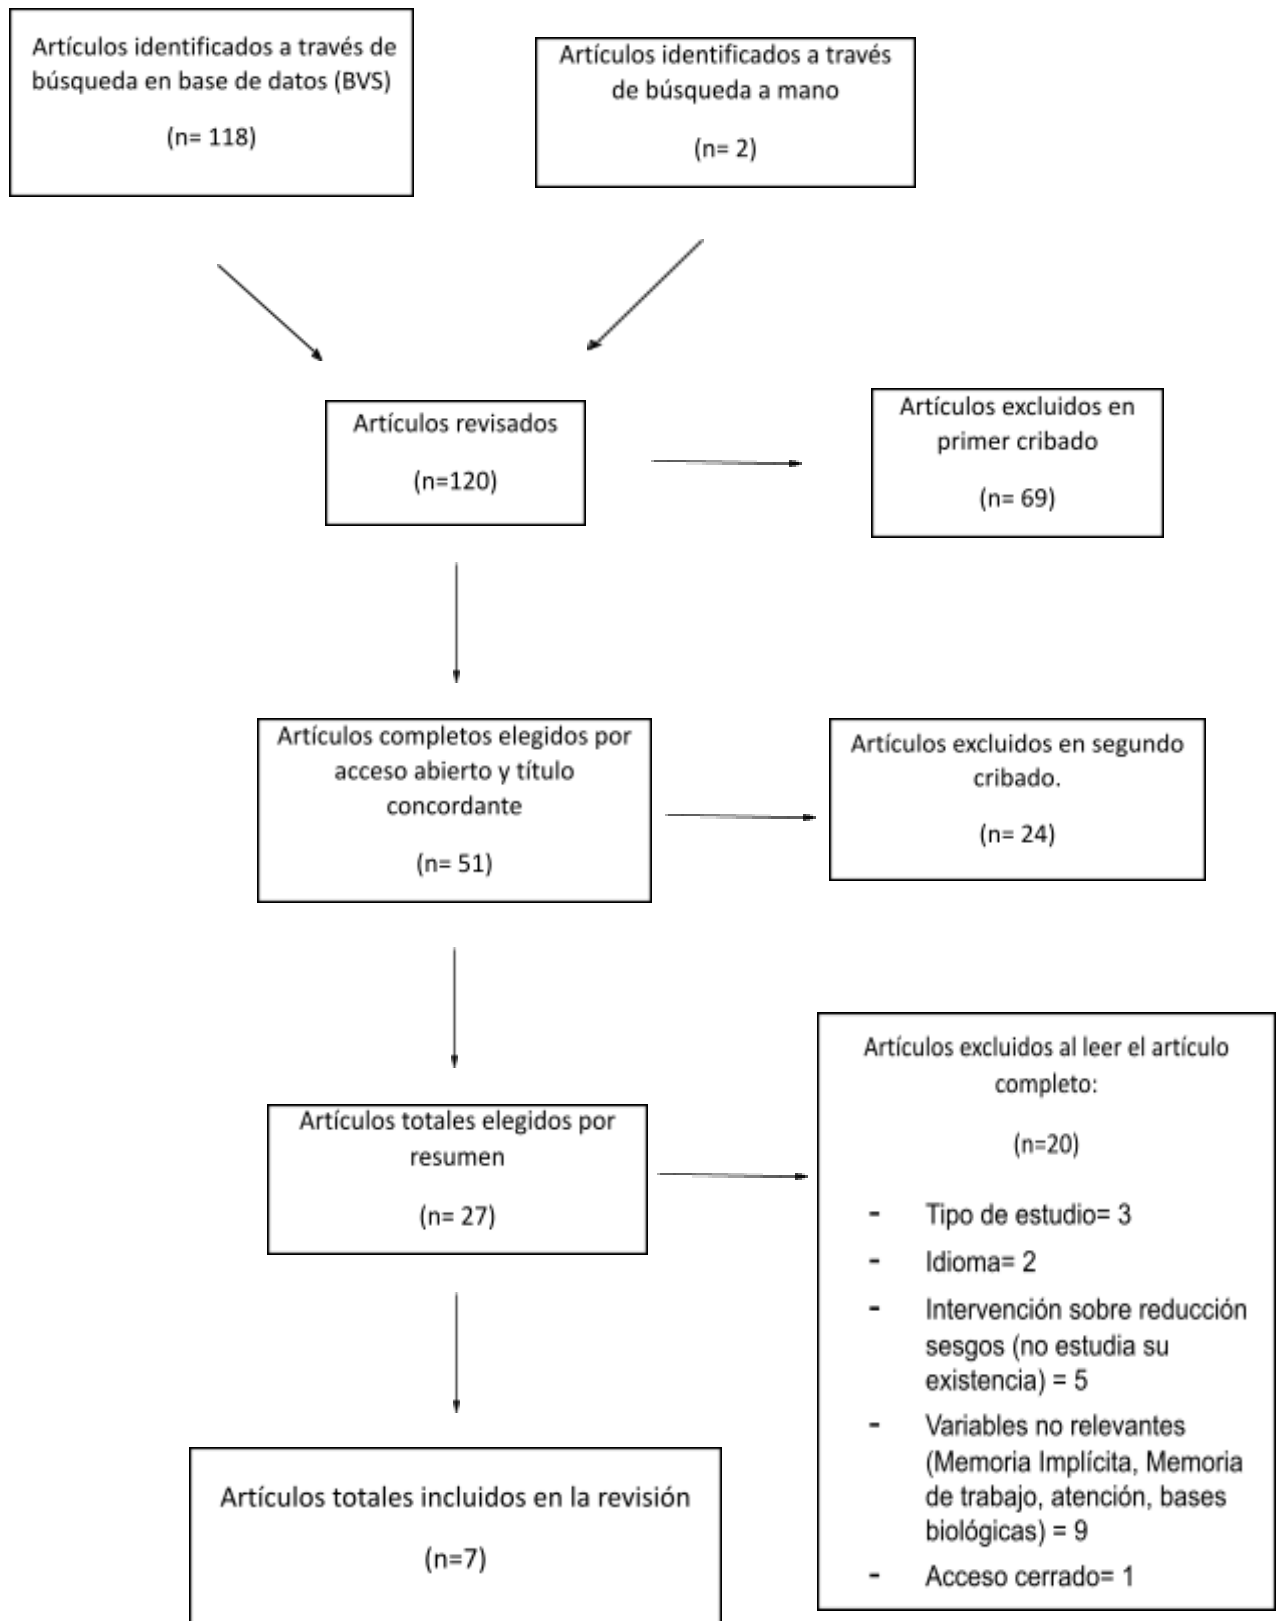 Artículos identificados a través de
búsqueda en base de datos (BVS)
(n= 118)
Artículos identificados a través
de búsqueda a mano
(n= 2)
Artículos revisados
(n=120)
Artículos excluidos en
primer cribado
(n= 69)
Artículos completos elegidos por
acceso abierto y título
concordante
(n= 51)
Artículos excluidos en segundo
cribado.
(n= 24)
Artículos totales elegidos por
resumen
(n= 27)
Artículos excluidos al leer el artículo
completo:
(n=20)
- Tipo de estudio= 3
- Idioma= 2
- Intervención sobre reducción
sesgos (no estudia su
existencia) = 5
- Variables no relevantes
(Memoria Implícita, Memoria
de trabajo, atención, bases
biológicas) = 9
- Acceso cerrado= 1
Artículos totales incluidos en la revisión
(n=7)